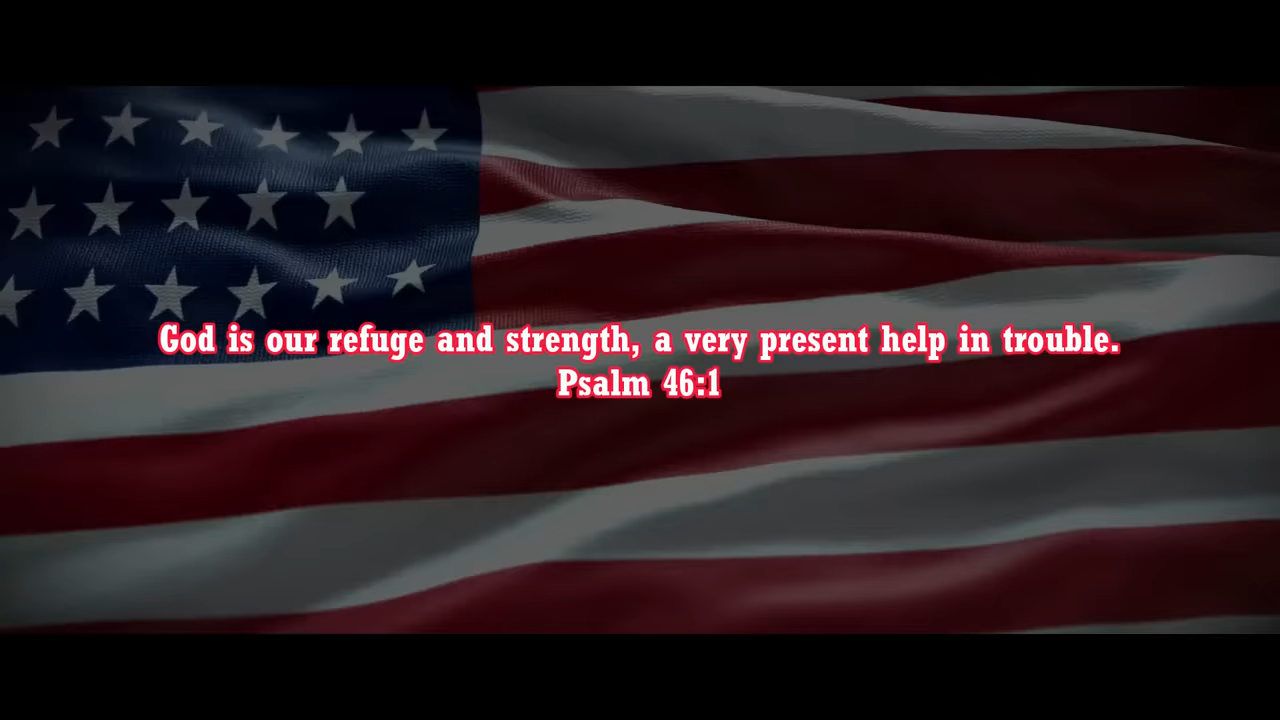 God is our refuge and strength, a very present help in trouble.
Psalm 46:1